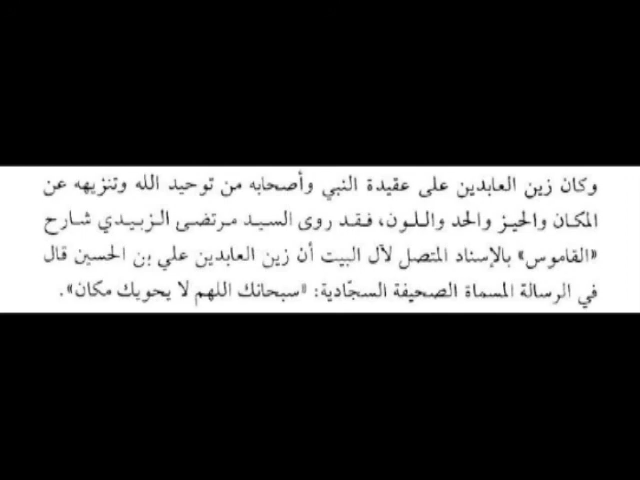 وكان زين العابدين على عقيدة النبي وأصحابه من توحيد الله وتنزيهه عن
المكان والحيز والحد واللون، فقد روى السيد مرتضى الزبيدي شارح
«القاموس» بالإسناد المتصل لآل البيت أن زين العابدين علي بن الحسين قال
في الرسالة المسماة الصحيفة السجّادية: «سبحانك اللهم لا يحويك مكان».